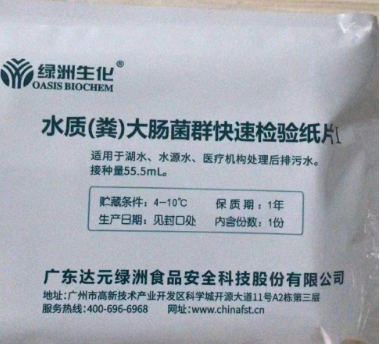 绿洲生化®
OASIS BIOCHEM
水质(粪)大肠菌群快速检验纸片I
适用于湖水、水源水、医疗机构处理后排污水。
接种量55.5mL。
贮藏条件：4-10℃ 保质期：1年
生产日期：见封口处 内含份数：1份
广东达元绿洲食品安全科技股份有限公司
地址：广州市高新技术产业开发区科学城开源大道11号A2栋第三层
服务热线：400-696-6968 网址：www.chinafst.cn